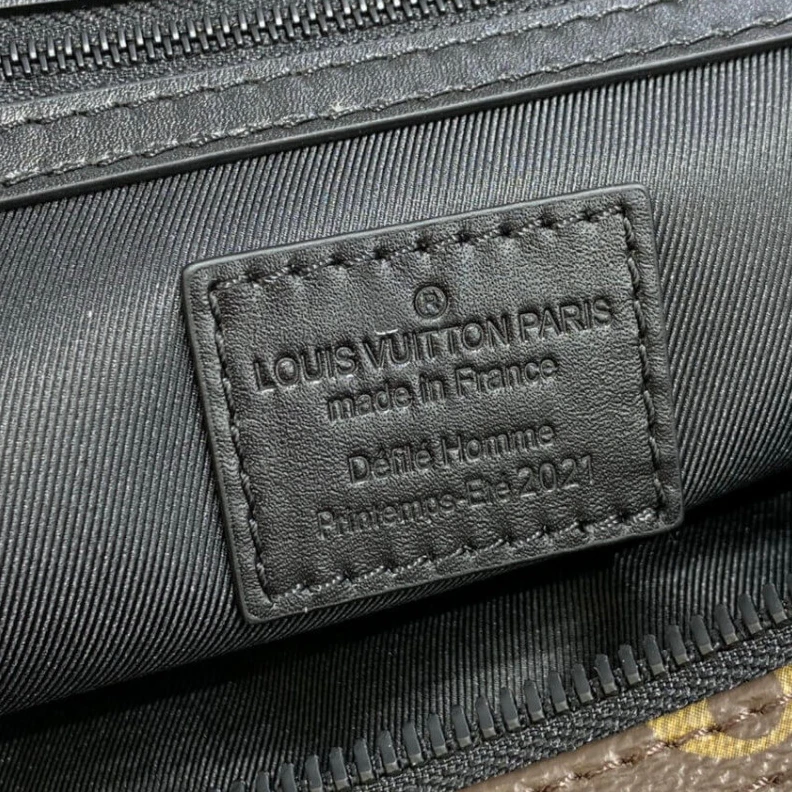 ®
LOUIS VUITTON PARIS
made in France
Défilé Homme
Printemps-Eté 2021